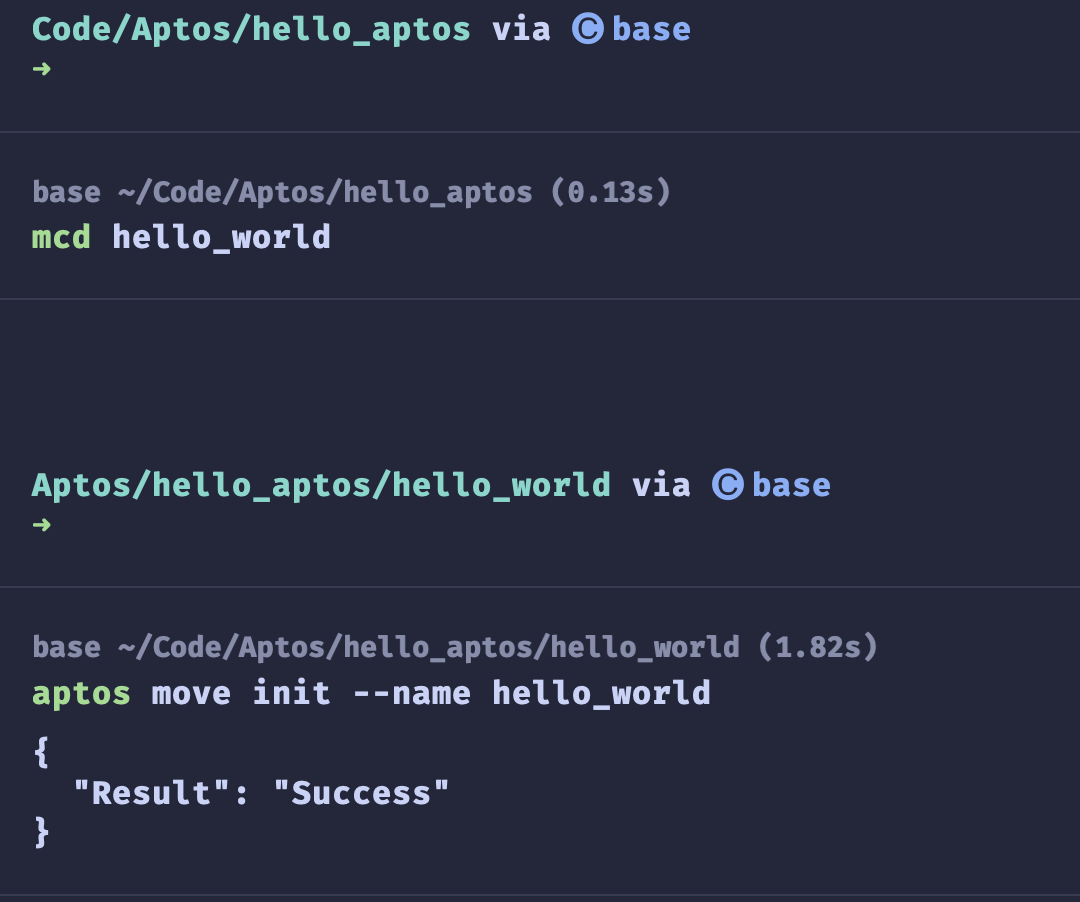 Code/Aptos/hello_aptos via Ⓒ base
➜
base ~/Code/Aptos/hello_aptos (0.13s)
mcd hello_world
Aptos/hello_aptos/hello_world via Ⓒ base
➜
base ~/Code/Aptos/hello_aptos/hello_world (1.82s)
aptos move init --name hello_world
{
  "Result": "Success"
}